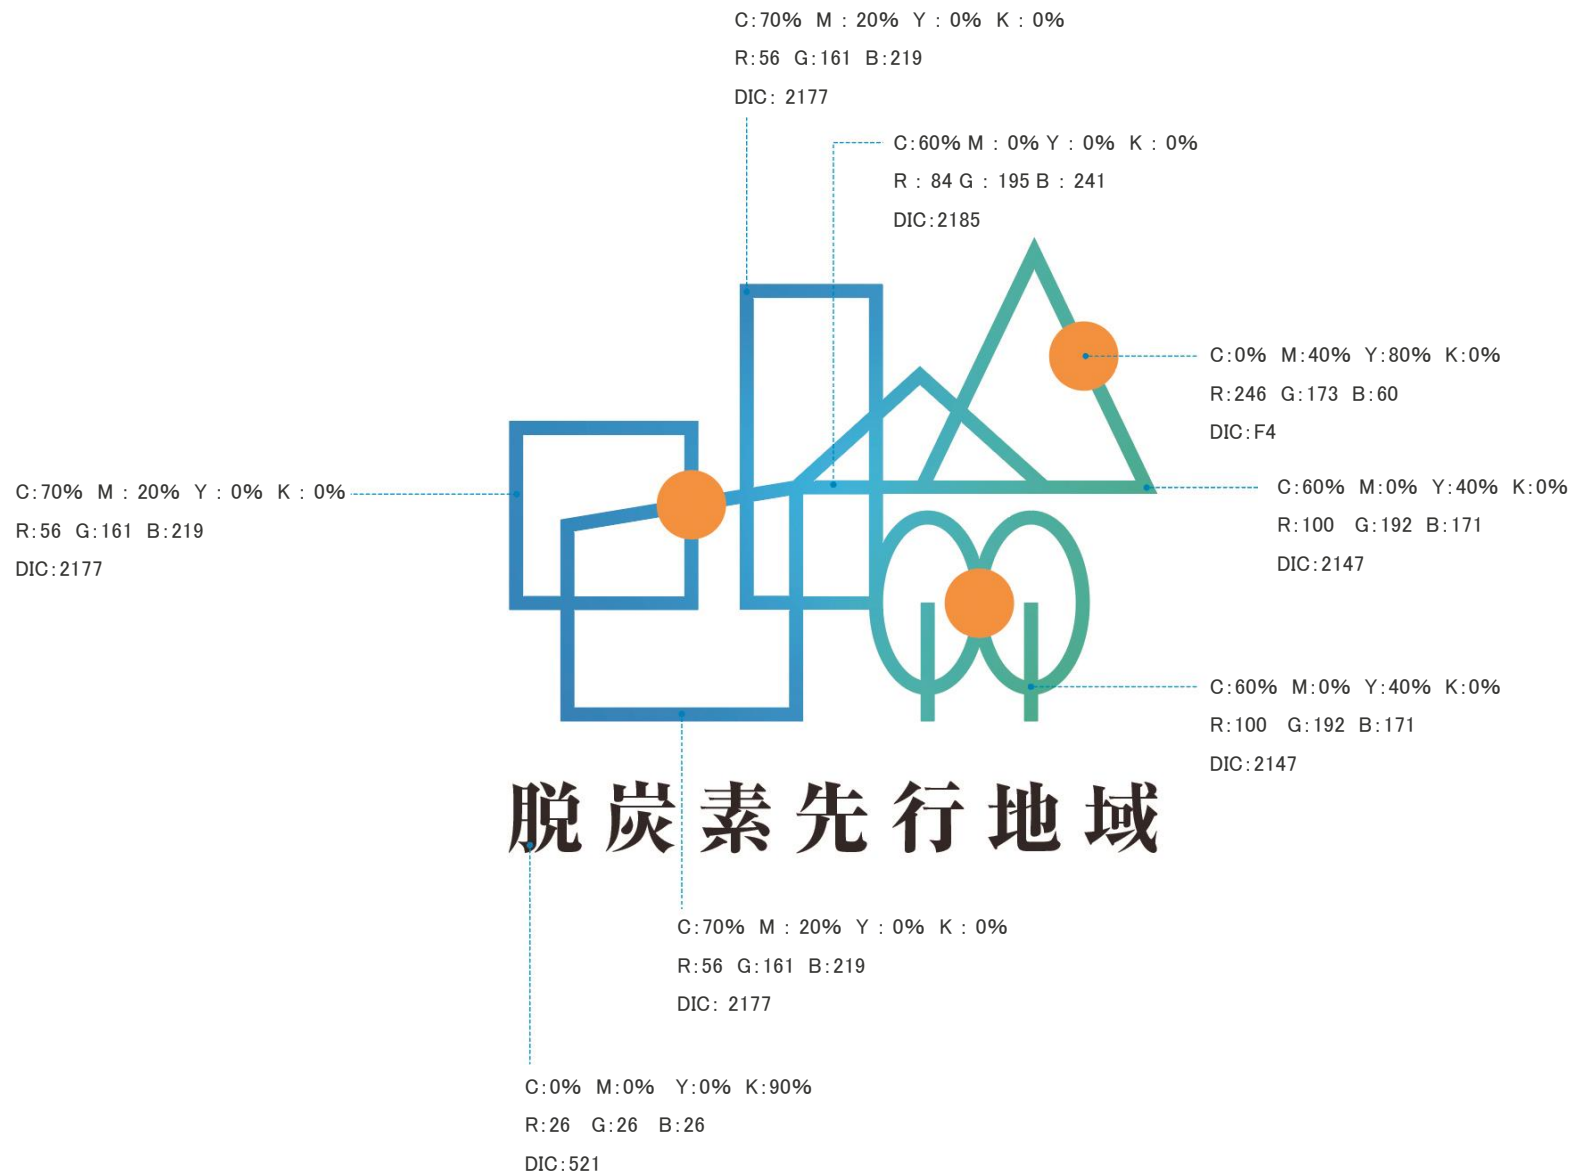 C:70% M : 20% Y : 0% K : 0%
R:56 G:161 B:219
DIC: 2177
C:60% M : 0% Y : 0% K : 0%
R : 84 G : 195 B : 241
DIC:2185
C:0% M:40% Y:80% K:0%
R:246 G:173 B:60
DIC:F4
C:70% M : 20% Y : 0% K : 0%
R:56 G:161 B:219
DIC:2177
C:60% M:0% Y:40% K:0%
R:100 G:192 B:171
DIC:2147
C:60% M:0% Y:40% K:0%
R:100 G:192 B:171
DIC:2147
脱炭素先行地域
C:70% M : 20% Y : 0% K : 0%
R:56 G:161 B:219
DIC: 2177
C:0% M:0% Y:0% K:90%
R:26 G:26 B:26
DIC:521